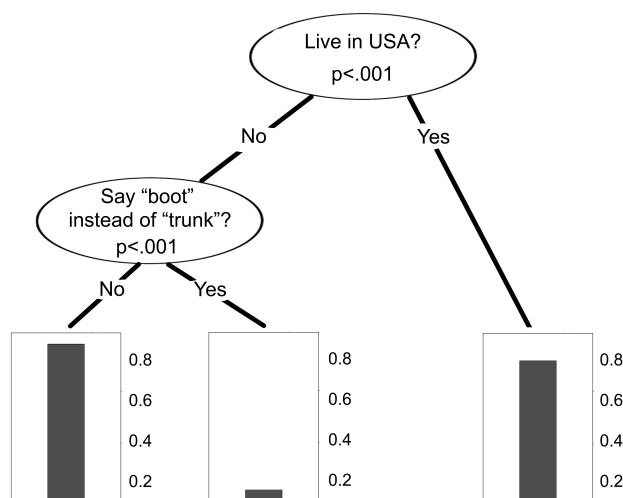 Live in USA?
p<.001
No
Yes
Say “boot”
instead of “trunk”?
p<.001
No
Yes
0.8
0.6
0.4
0.2
0.8
0.6
0.4
0.2
0.8
0.6
0.4
0.2